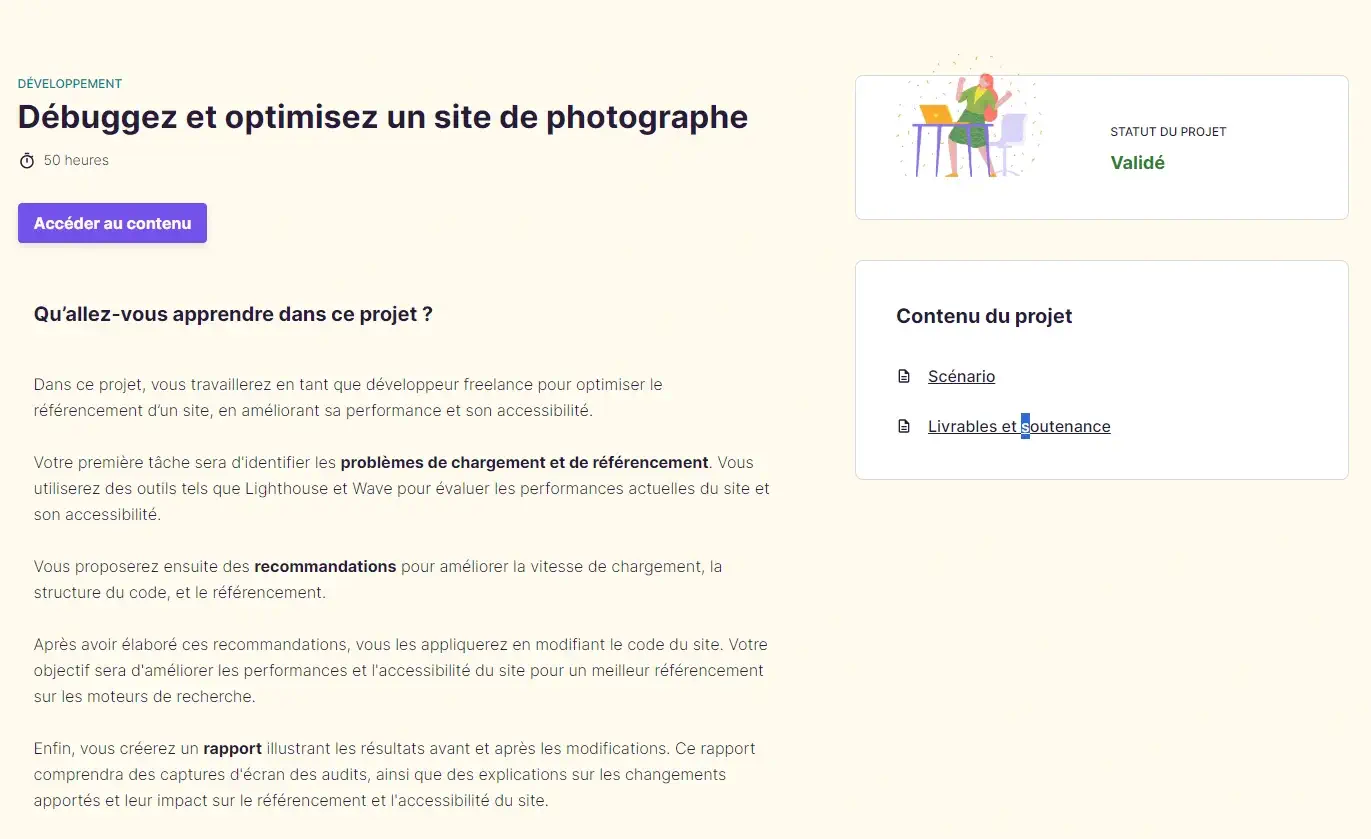 DÉVELOPPEMENT
Débuggez et optimisez un site de photographe
50 heures
Accéder au contenu
Qu’allez-vous apprendre dans ce projet ?
Dans ce projet, vous travaillerez en tant que développeur freelance pour optimiser le
référencement d’un site, en améliorant sa performance et son accessibilité.
Votre première tâche sera d'identifier les problèmes de chargement et de référencement. Vous
utiliserez des outils tels que Lighthouse et Wave pour évaluer les performances actuelles du site et
son accessibilité.
Vous proposerez ensuite des recommandations pour améliorer la vitesse de chargement, la
structure du code, et le référencement.
Après avoir élaboré ces recommandations, vous les appliquerez en modifiant le code du site. Votre
objectif sera d'améliorer les performances et l'accessibilité du site pour un meilleur référencement
sur les moteurs de recherche.
Enfin, vous créerez un rapport illustrant les résultats avant et après les modifications. Ce rapport
comprendra des captures d'écran des audits, ainsi que des explications sur les changements
apportés et leur impact sur le référencement et l'accessibilité du site.
STATUT DU PROJET
Validé
Contenu du projet
Scénario
Livrables et soutenance